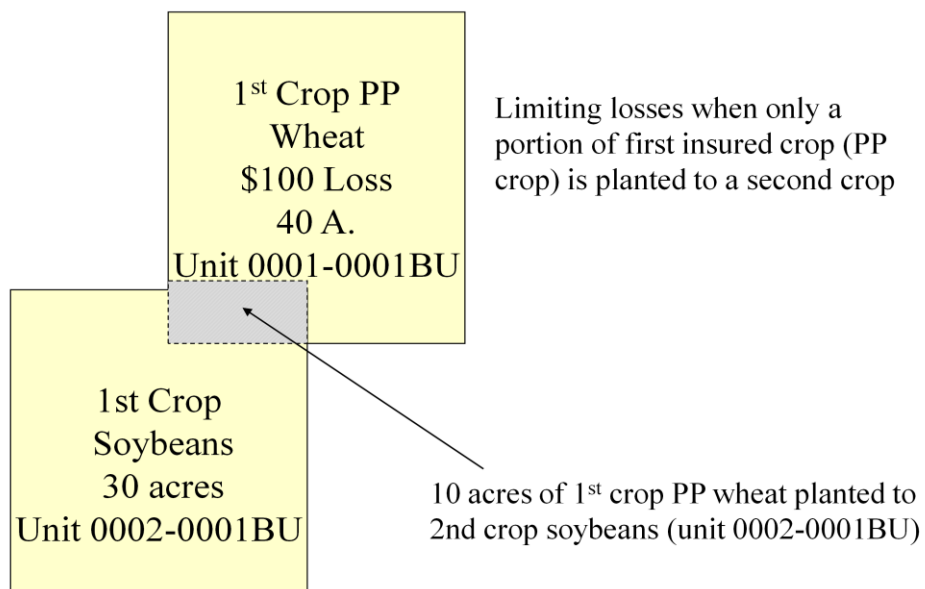 1st Crop PP
Wheat
$100 Loss
40 A.
Unit 0001-0001BU
Limiting losses when only a
portion of first insured crop (PP
crop) is planted to a second crop
1st Crop
Soybeans
30 acres
Unit 0002-0001BU
10 acres of 1st crop PP wheat planted to
2nd crop soybeans (unit 0002-0001BU)